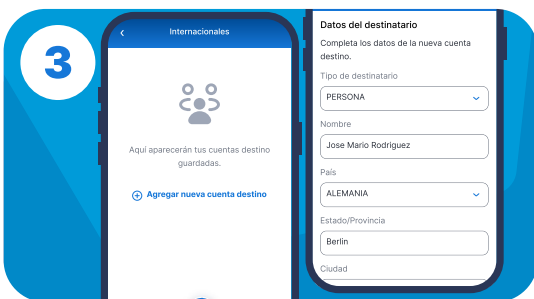 3
Internacionales
Aquí aparecerán tus cuentas destino
guardadas.
Agregar nueva cuenta destino
Datos del destinatario
Completa los datos de la nueva cuenta
destino.
Tipo de destinatario
PERSONA
Nombre
Jose Mario Rodriguez
País
ALEMANIA
Estado/Provincia
Berlín
Ciudad